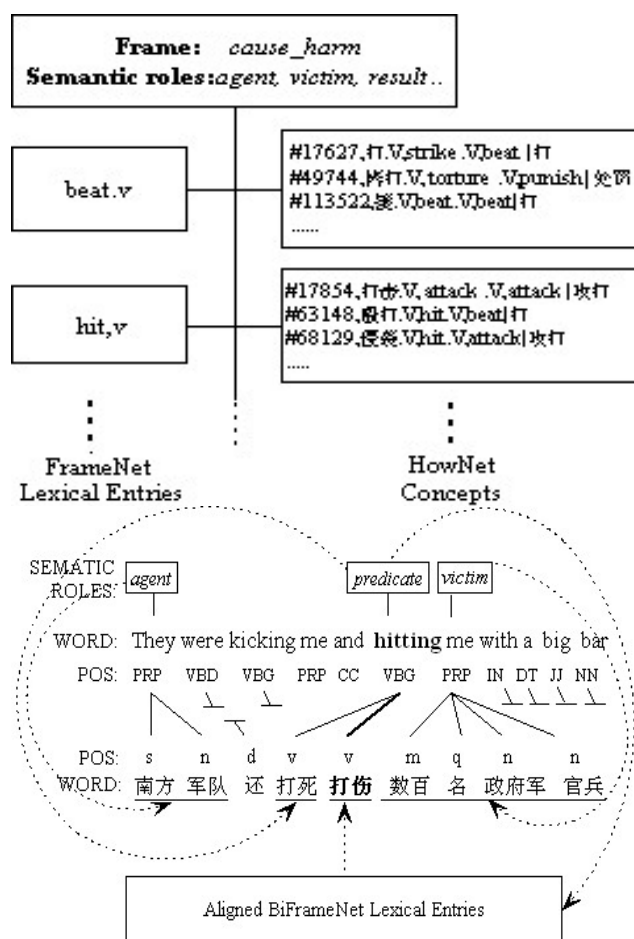 Frame: cause_harm
Semantic roles:agent, victim, result..
beat.v
#17627,打.V,strike .V,beat |打
#49744,拷打.V, torture .V,punish|处罚
#113522,.V,beat.V,beat|打
......
hit,v
#17854,打击.V, attack .V,attack|攻打
#63148,殴打.V,hit.V,beat|打
#68129,侵袭.V,hit.V,attack|攻打
.....
FrameNet
Lexical Entries
HowNet
Concepts
SEMATIC
ROLES:
agent predicate victim
WORD: They were kicking me and hitting me with a big bar
POS: PRP VBD VBG PRP CC VBG PRP IN DT JJ NN
POS: s n d v v m q n n
WORD: 南方 军队 还 打死 打伤 数百 名 政府军 官兵
Aligned BiFrameNet Lexical Entries